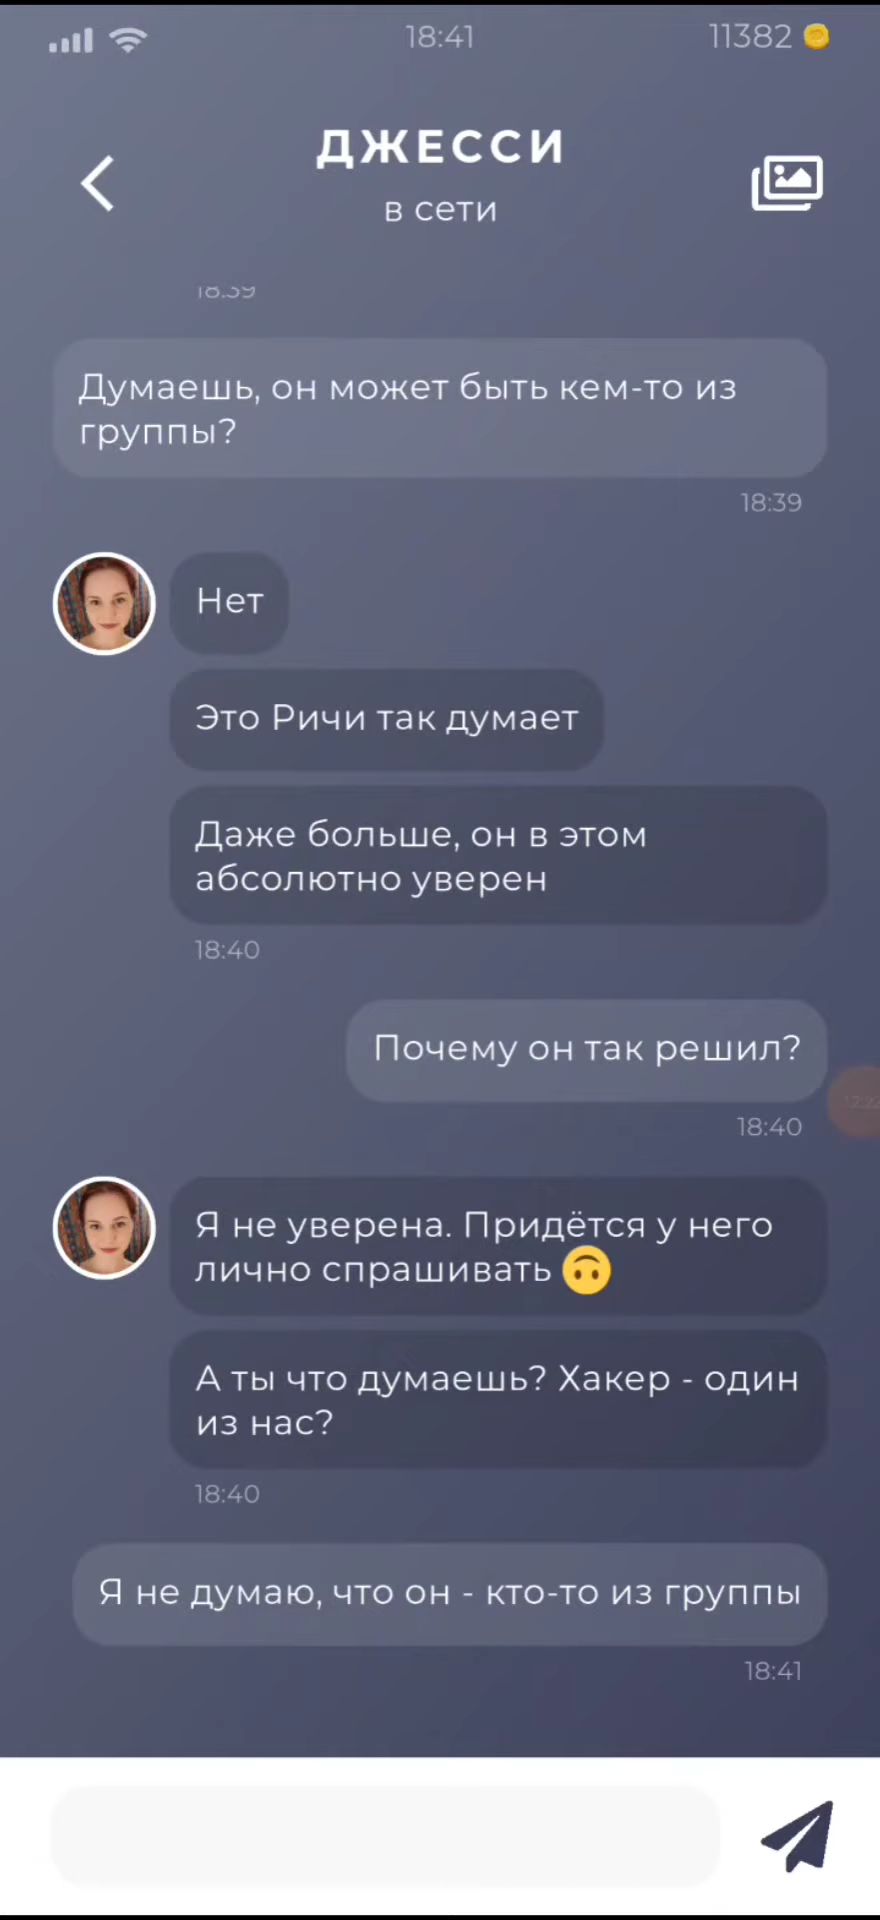 18:41
11382
ДЖЕССИ
в сети
18:39
Думаешь, он может быть кем-то из
группы?
18:39
Нет
Это Ричи так думает
Даже больше, он в этом
абсолютно уверен
18:40
Почему он так решил?
18:40
Я не уверена. Придётся у него
лично спрашивать 🙃
А ты что думаешь? Хакер - один
из нас?
18:40
Я не думаю, что он - кто-то из группы
18:41